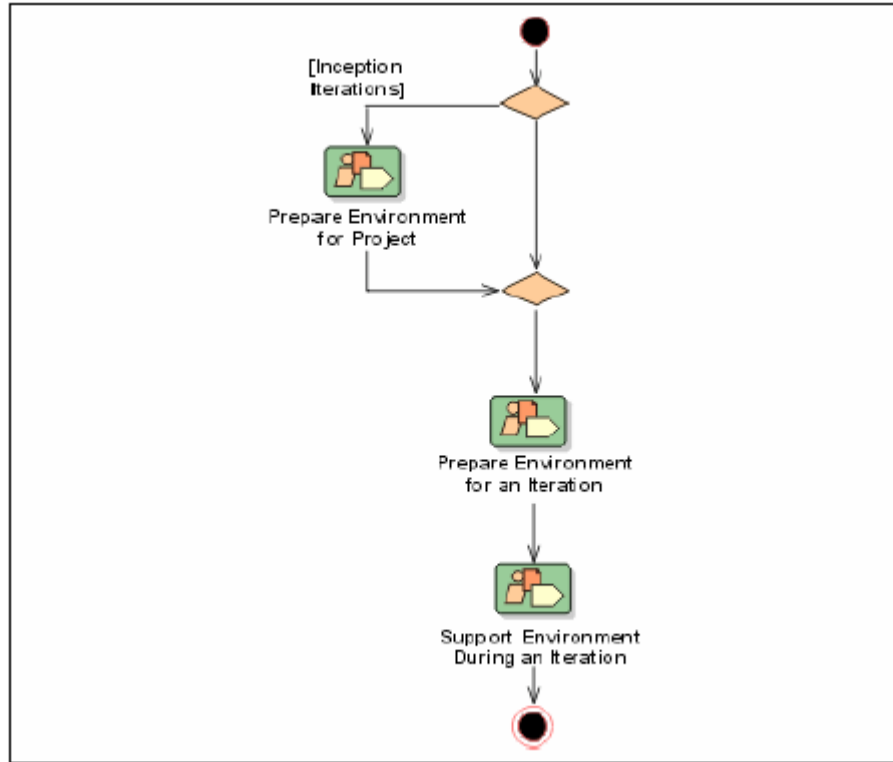 [Inception
Iterations]
Prepare Environment
for Project
Prepare Environment
for an Iteration
Support Environment
During an Iteration